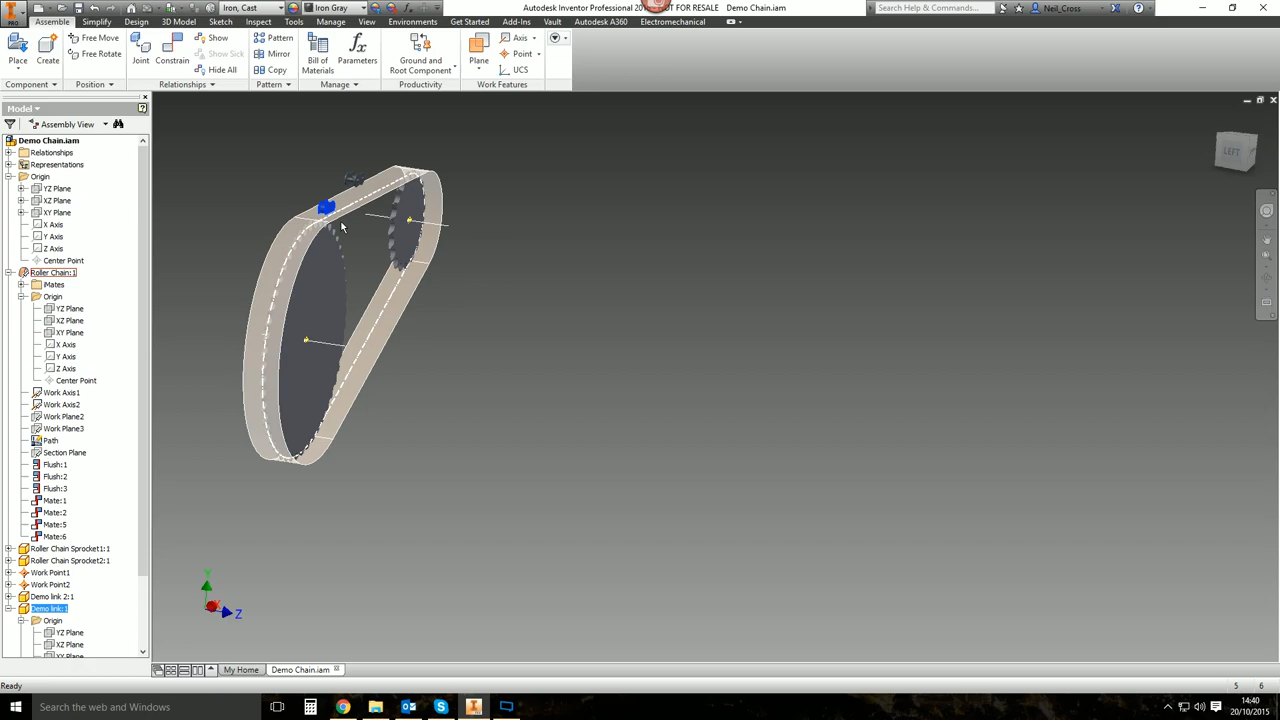 Iron, Cast
Iron Gray
Autodesk Inventor Professional 20
T FOR RESALE
Demo Chain.iam
Search Help & Commands...
Neil_Cross
PRO
Assemble
Simplify
Design
3D Model
Sketch
Inspect
Tools
Manage
View
Environments
Get Started
Add-Ins
Vault
Autodesk A360
Electromechanical
Place
Create
Free Move
Free Rotate
Joint
Constrain
Show
Show Sick
Hide All
Pattern
Mirror
Copy
Bill of
Materials
Parameters
Ground and
Root Component
Plane
Axis
Point
UCS
Component
Position
Relationships
Pattern
Manage
Productivity
Work Features
Model
Assembly View
Demo Chain.iam
Relationships
Representations
Origin
YZ Plane
XZ Plane
XY Plane
X Axis
Y Axis
Z Axis
Center Point
Roller Chain:1
iMates
Origin
YZ Plane
XZ Plane
XY Plane
X Axis
Y Axis
Z Axis
Center Point
Work Axis1
Work Axis2
Work Plane2
Work Plane3
Path
Section Plane
Flush:1
Flush:2
Flush:3
Mate:1
Mate:2
Mate:5
Mate:6
Roller Chain Sprocket1:1
Roller Chain Sprocket2:1
Work Point1
Work Point2
Demo link 2:1
Demo link:1
Origin
YZ Plane
XZ Plane
XY Plane
LEFT
Y
Z
My Home
Demo Chain.iam
Ready
5
6
Search the web and Windows
14:40
20/10/2015